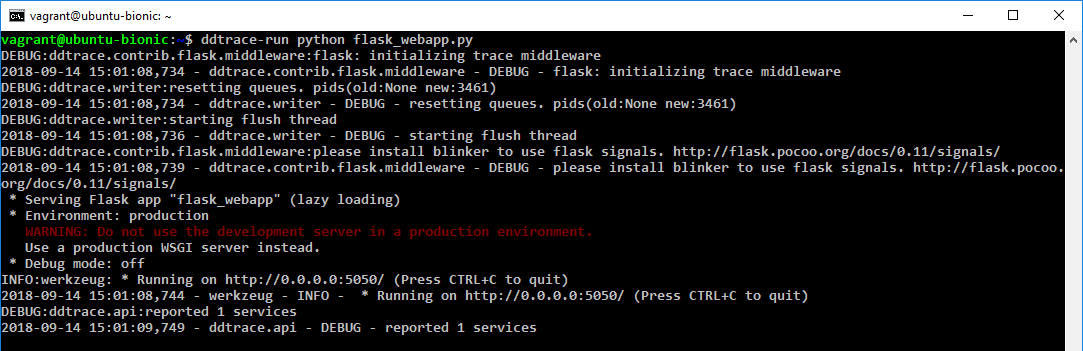 vagrant@ubuntu-bionic: ~
vagrant@ubuntu-bionic:~$ ddtrace-run python flask_webapp.py
DEBUG:ddtrace.contrib.flask.middleware:flask: initializing trace middleware
2018-09-14 15:01:08,734 - ddtrace.contrib.flask.middleware - DEBUG - flask: initializing trace middleware
DEBUG:ddtrace.writer:resetting queues. pids(old:None new:3461)
2018-09-14 15:01:08,734 - ddtrace.writer - DEBUG - resetting queues. pids(old:None new:3461)
DEBUG:ddtrace.writer:starting flush thread
2018-09-14 15:01:08,736 - ddtrace.writer - DEBUG - starting flush thread
DEBUG:ddtrace.contrib.flask.middleware:please install blinker to use flask signals. http://flask.pocoo.org/docs/0.11/signals/
2018-09-14 15:01:08,739 - ddtrace.contrib.flask.middleware - DEBUG - please install blinker to use flask signals. http://flask.pocoo.
org/docs/0.11/signals/
 * Serving Flask app "flask_webapp" (lazy loading)
 * Environment: production
   WARNING: Do not use the development server in a production environment.
   Use a production WSGI server instead.
 * Debug mode: off
INFO:werkzeug: * Running on http://0.0.0.0:5050/ (Press CTRL+C to quit)
2018-09-14 15:01:08,744 - werkzeug - INFO -  * Running on http://0.0.0.0:5050/ (Press CTRL+C to quit)
DEBUG:ddtrace.api:reported 1 services
2018-09-14 15:01:09,749 - ddtrace.api - DEBUG - reported 1 services